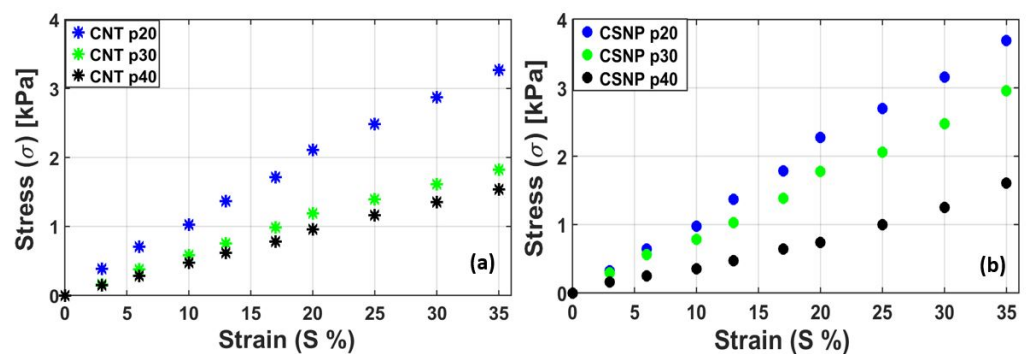 CNT p20
CNT p30
CNT p40
4
3
2
1
0
0 5 10 15 20 25 30 35
Stress (σ) [kPa]
Strain (S %)
(a)
CSNP p20
CSNP p30
CSNP p40
4
3
2
1
0
0 5 10 15 20 25 30 35
Stress (σ) [kPa]
Strain (S %)
(b)